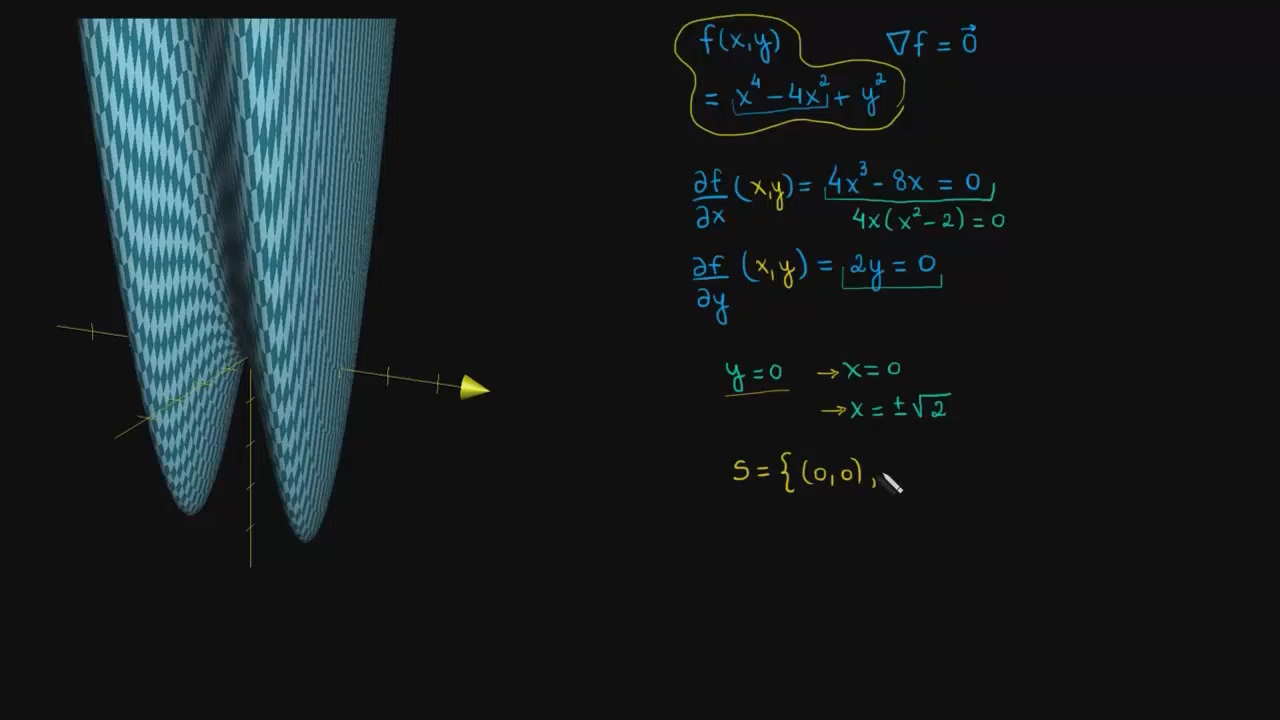 f(x,y)
= x⁴ − 4x² + y²
∇f = 0⃗
∂f/∂x (x,y) = 4x³ − 8x = 0
4x(x² − 2) = 0
∂f/∂y (x,y) = 2y = 0
y = 0 → x = 0
→ x = ±√2
S = { (0,0) ,